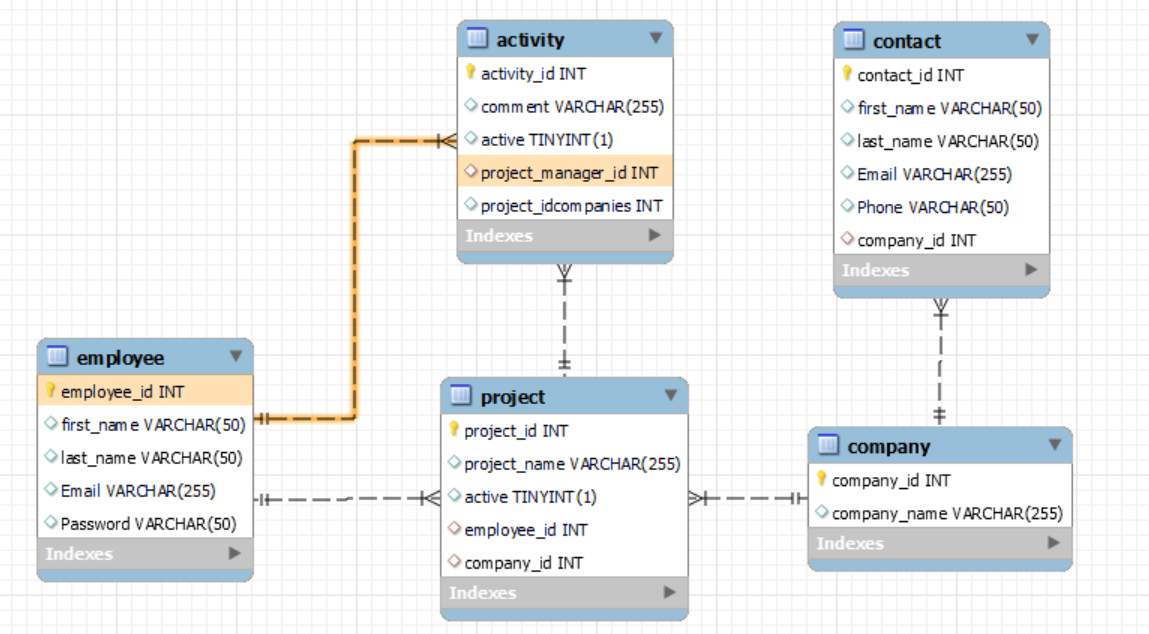 activity
activity_id INT
comment VARCHAR(255)
active TINYINT(1)
project_manager_id INT
project_idcompanies INT
Indexes
contact
contact_id INT
first_name VARCHAR(50)
last_name VARCHAR(50)
Email VARCHAR(255)
Phone VARCHAR(50)
company_id INT
Indexes
employee
employee_id INT
first_name VARCHAR(50)
last_name VARCHAR(50)
Email VARCHAR(255)
Password VARCHAR(50)
Indexes
project
project_id INT
project_name VARCHAR(255)
active TINYINT(1)
employee_id INT
company_id INT
Indexes
company
company_id INT
company_name VARCHAR(255)
Indexes